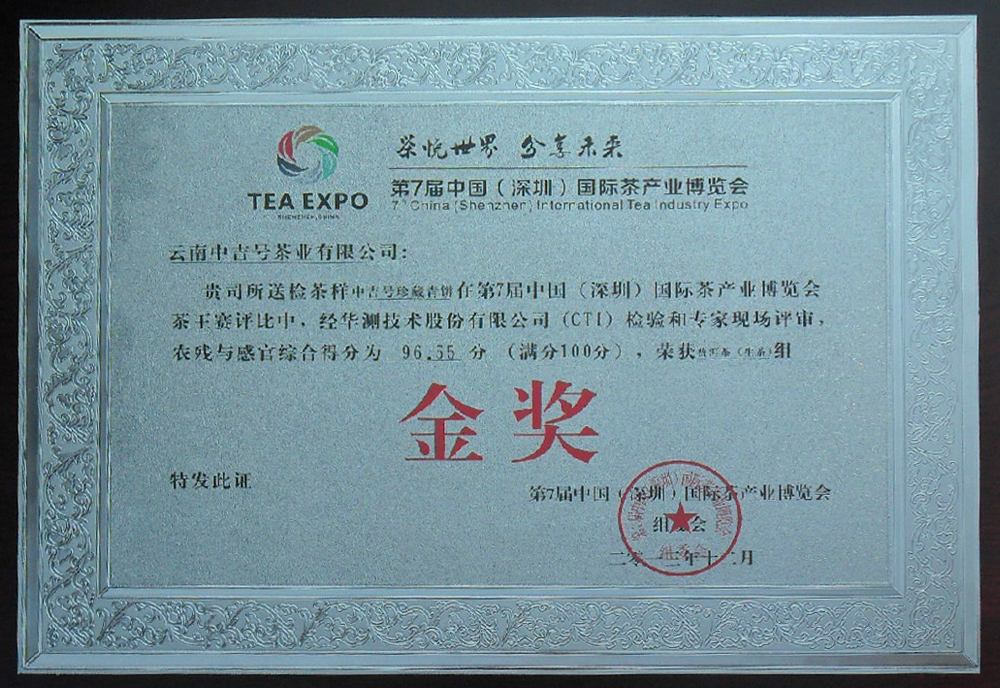 茶悦世界 分享未来
TEA EXPO
SHENZHEN,CHINA
第7届中国（深圳）国际茶产业博览会
7th China (Shenzhen) International Tea Industry Expo
云南中吉号茶业有限公司：
贵司所送检茶样中吉号珍藏青饼在第7届中国（深圳）国际茶产业博览会
茶王赛评比中，经华测技术股份有限公司（CTI）检验和专家现场评审，
农残与感官综合得分为 96.55 分 （满分100分），荣获普洱茶（生茶）组
金奖
特发此证
第7届中国（深圳）国际茶产业博览会
组委会
二零一三年十二月
组委会